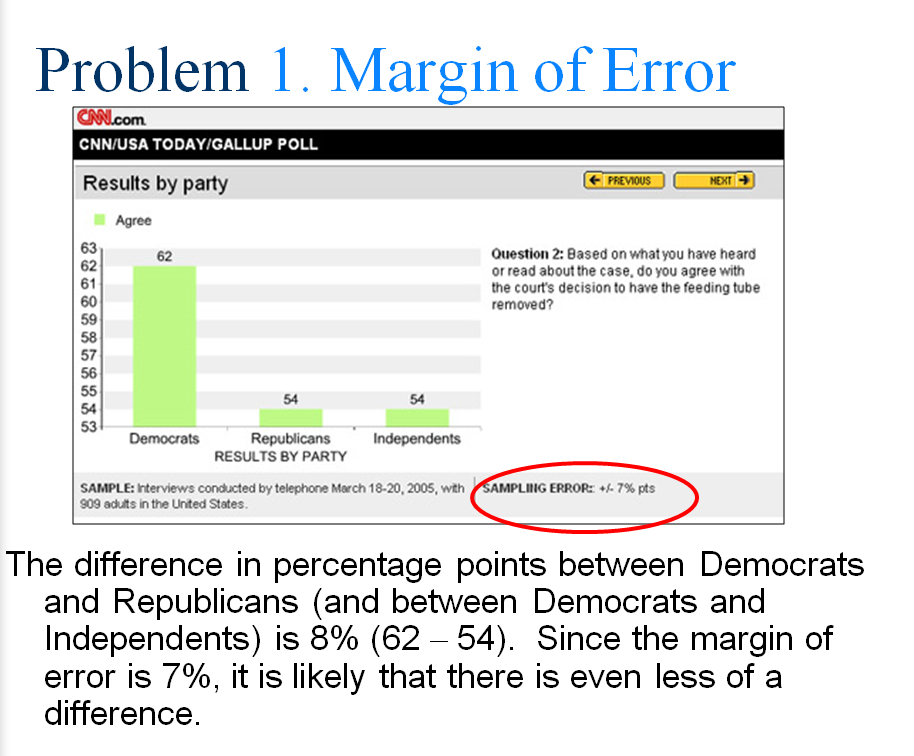 Problem 1. Margin of Error
CNN.com
CNN/USA TODAY/GALLUP POLL
Results by party
PREVIOUS
NEXT
Agree
63
62
61
60
59
58
57
56
55
54
53
62
54
54
Democrats
Republicans
Independents
RESULTS BY PARTY
Question 2: Based on what you have heard
or read about the case, do you agree with
the court's decision to have the feeding tube
removed?
SAMPLE: Interviews conducted by telephone March 18-20, 2005, with
909 adults in the United States.
SAMPLING ERROR:: +/- 7% pts
The difference in percentage points between Democrats
and Republicans (and between Democrats and
Independents) is 8% (62 – 54). Since the margin of
error is 7%, it is likely that there is even less of a
difference.